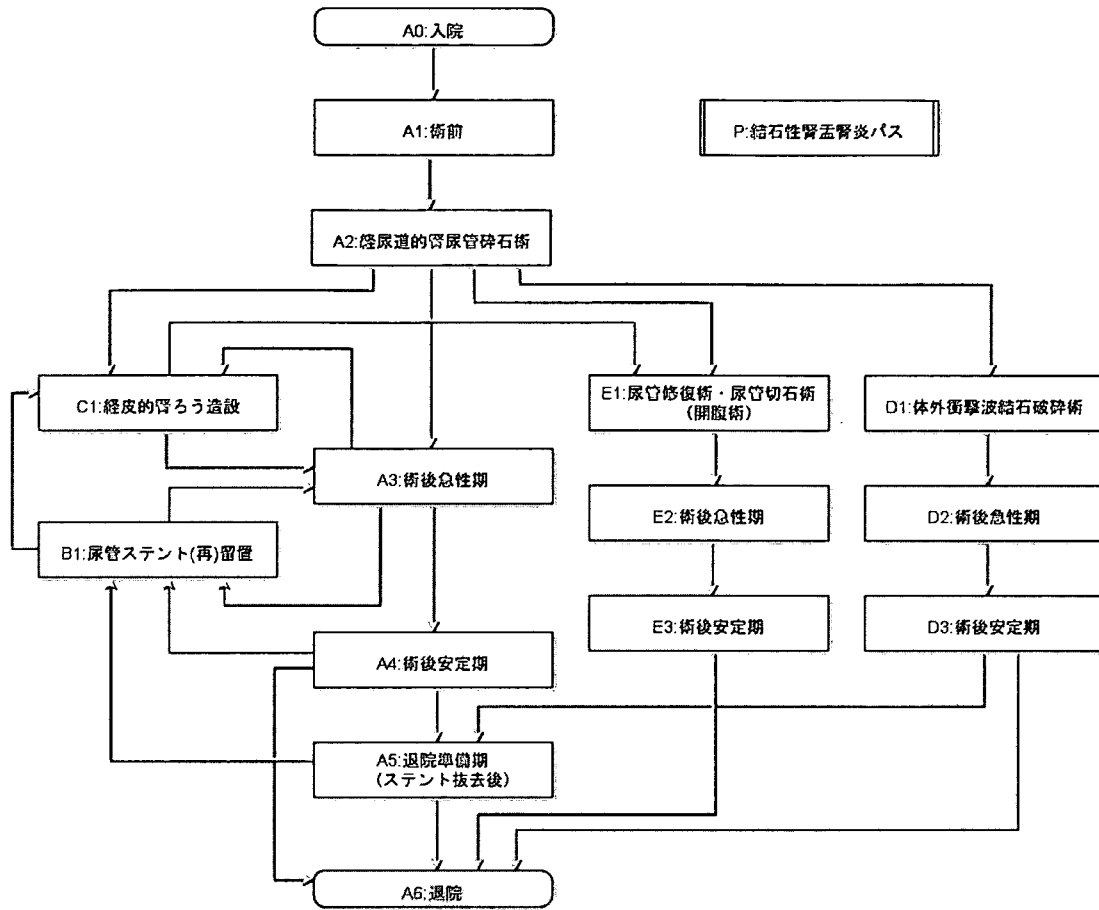 A0:入院
A1:術前
P:結石性腎盂腎炎パス
A2:経尿道的腎尿管砕石術
C1:経皮的腎ろう造設
E1:尿管修復術・尿管切石術
(開腹術)
D1:体外衝撃波結石破砕術
A3:術後急性期
E2:術後急性期
D2:術後急性期
B1:尿管ステント(再)留置
E3:術後安定期
D3:術後安定期
A4:術後安定期
A5:退院準備期
(ステント抜去後)
A6:退院